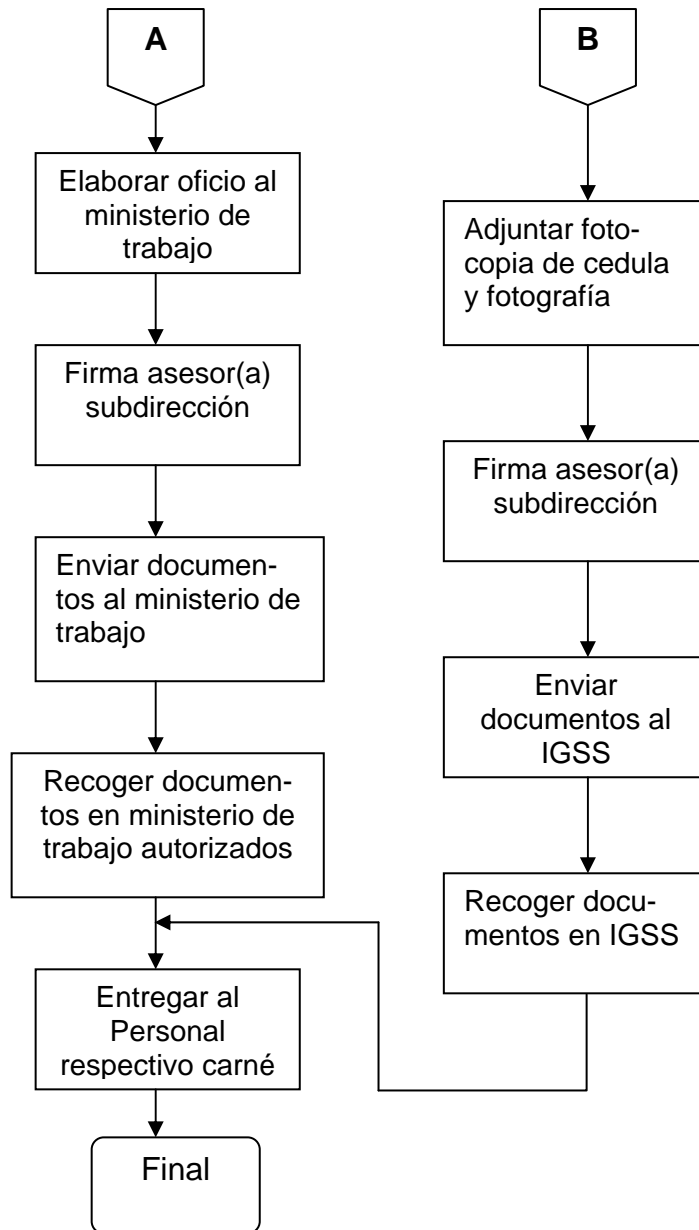 A
Elaborar oficio al
ministerio de
trabajo
Firma asesor(a)
subdirección
Enviar documen-
tos al ministerio de
trabajo
Recoger documen-
tos en ministerio de
trabajo autorizados
Entregar al
Personal
respectivo carné
Final
B
Adjuntar foto-
copia de cedula
y fotografía
Firma asesor(a)
subdirección
Enviar
documentos al
IGSS
Recoger docu-
mentos en IGSS